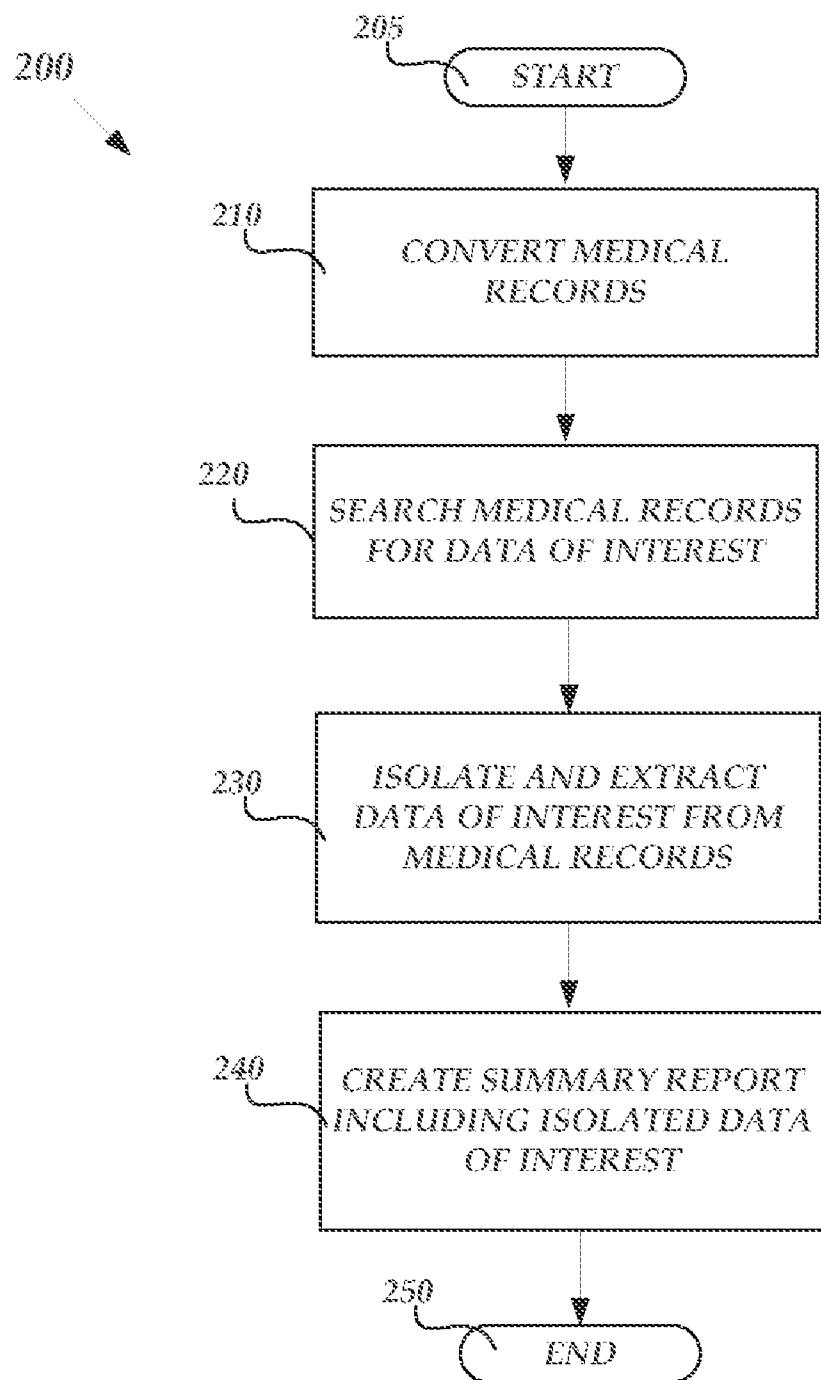 200
205
START
210
CONVERT MEDICAL
RECORDS
220
SEARCH MEDICAL RECORDS
FOR DATA OF INTEREST
230
ISOLATE AND EXTRACT
DATA OF INTEREST FROM
MEDICAL RECORDS
240
CREATE SUMMARY REPORT
INCLUDING ISOLATED DATA
OF INTEREST
250
END